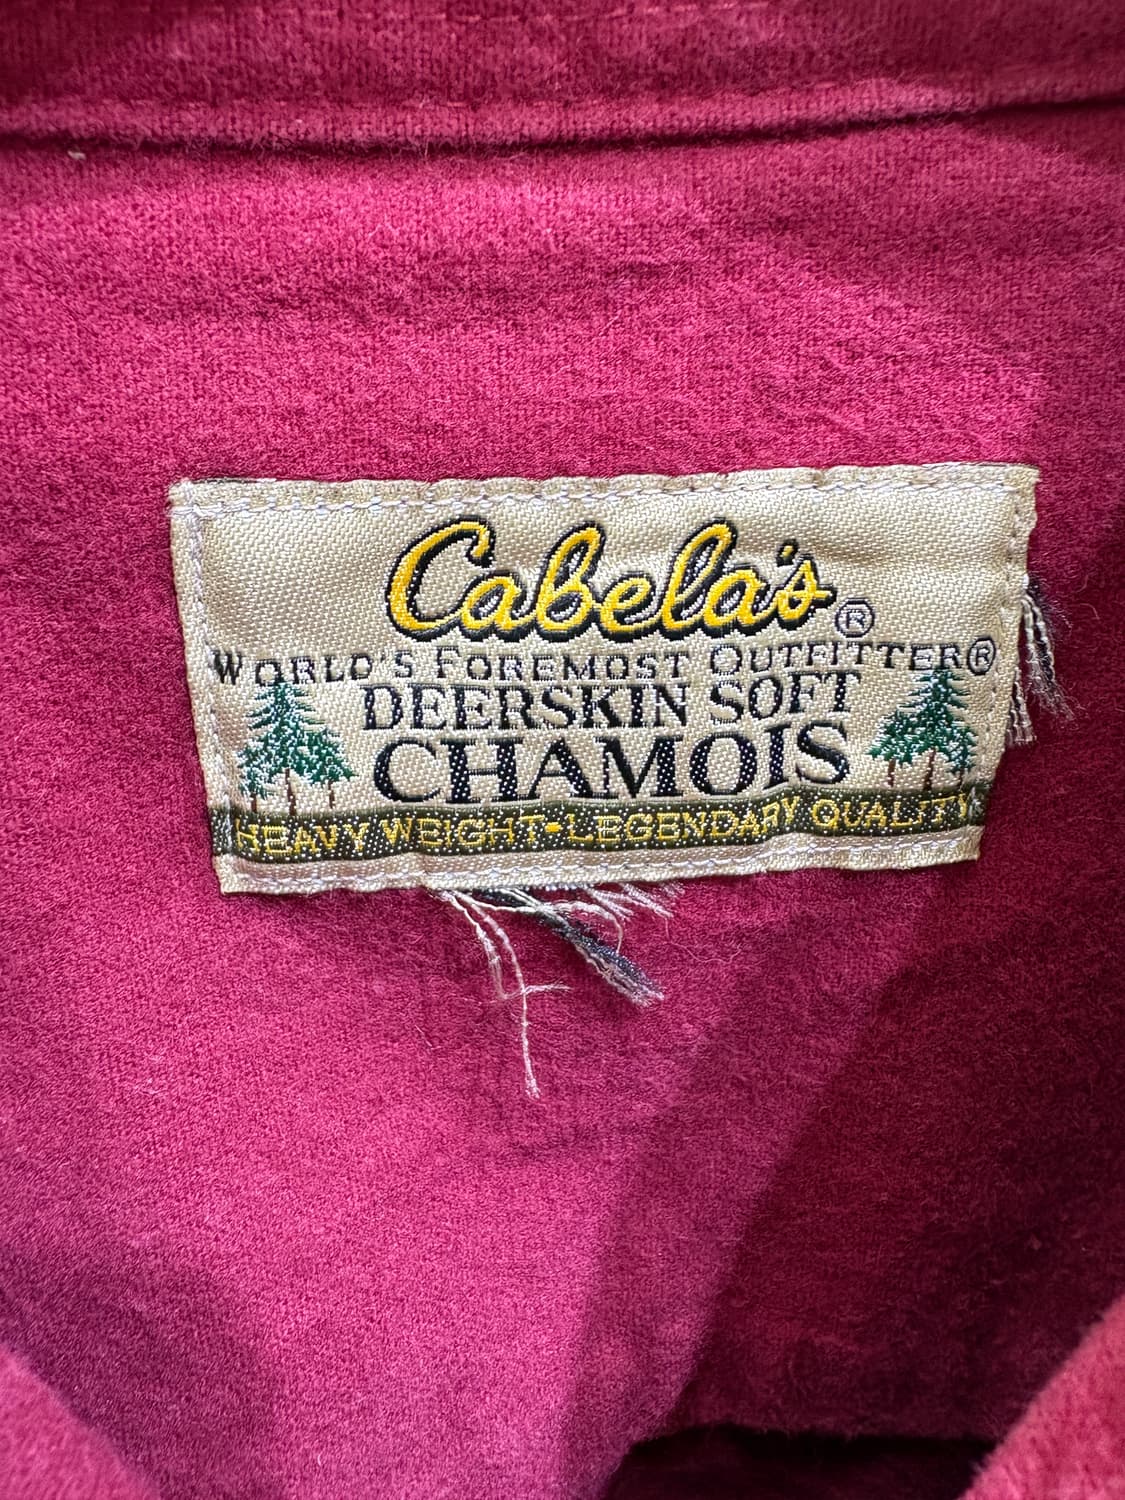 Cabela's®
WORLD'S FOREMOST OUTFITTER®
DEERSKIN SOFT
CHAMOIS
HEAVY WEIGHT-LEGENDARY QUALITY